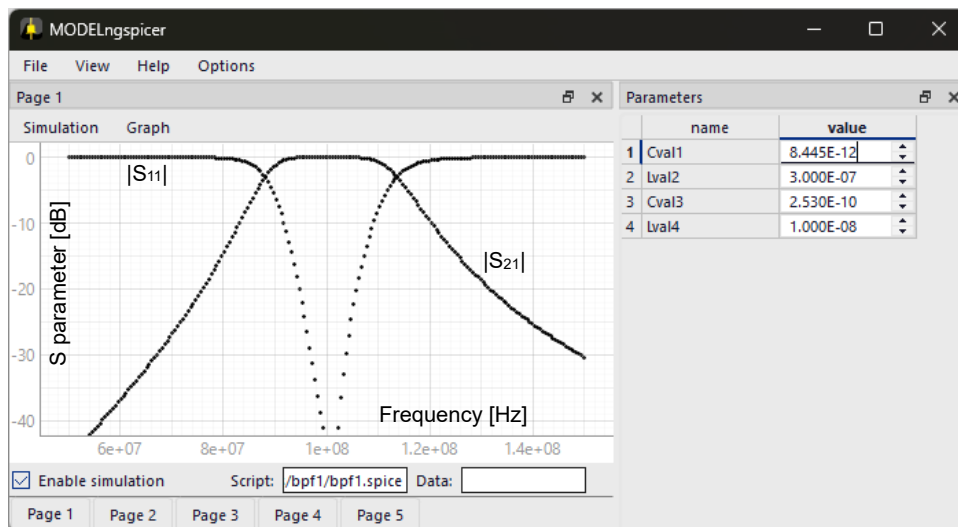 MODELngspicer
File View Help Options
Page 1
Simulation Graph
0
-10
-20
-30
-40
S parameter [dB]
|S₁₁|
|S₂₁|
Frequency [Hz]
6e+07 8e+07 1e+08 1.2e+08 1.4e+08
Enable simulation Script: /bpf1/bpf1.spice Data:
Page 1 Page 2 Page 3 Page 4 Page 5
Parameters
name value
1 Cval1 8.445E-12
2 Lval2 3.000E-07
3 Cval3 2.530E-10
4 Lval4 1.000E-08